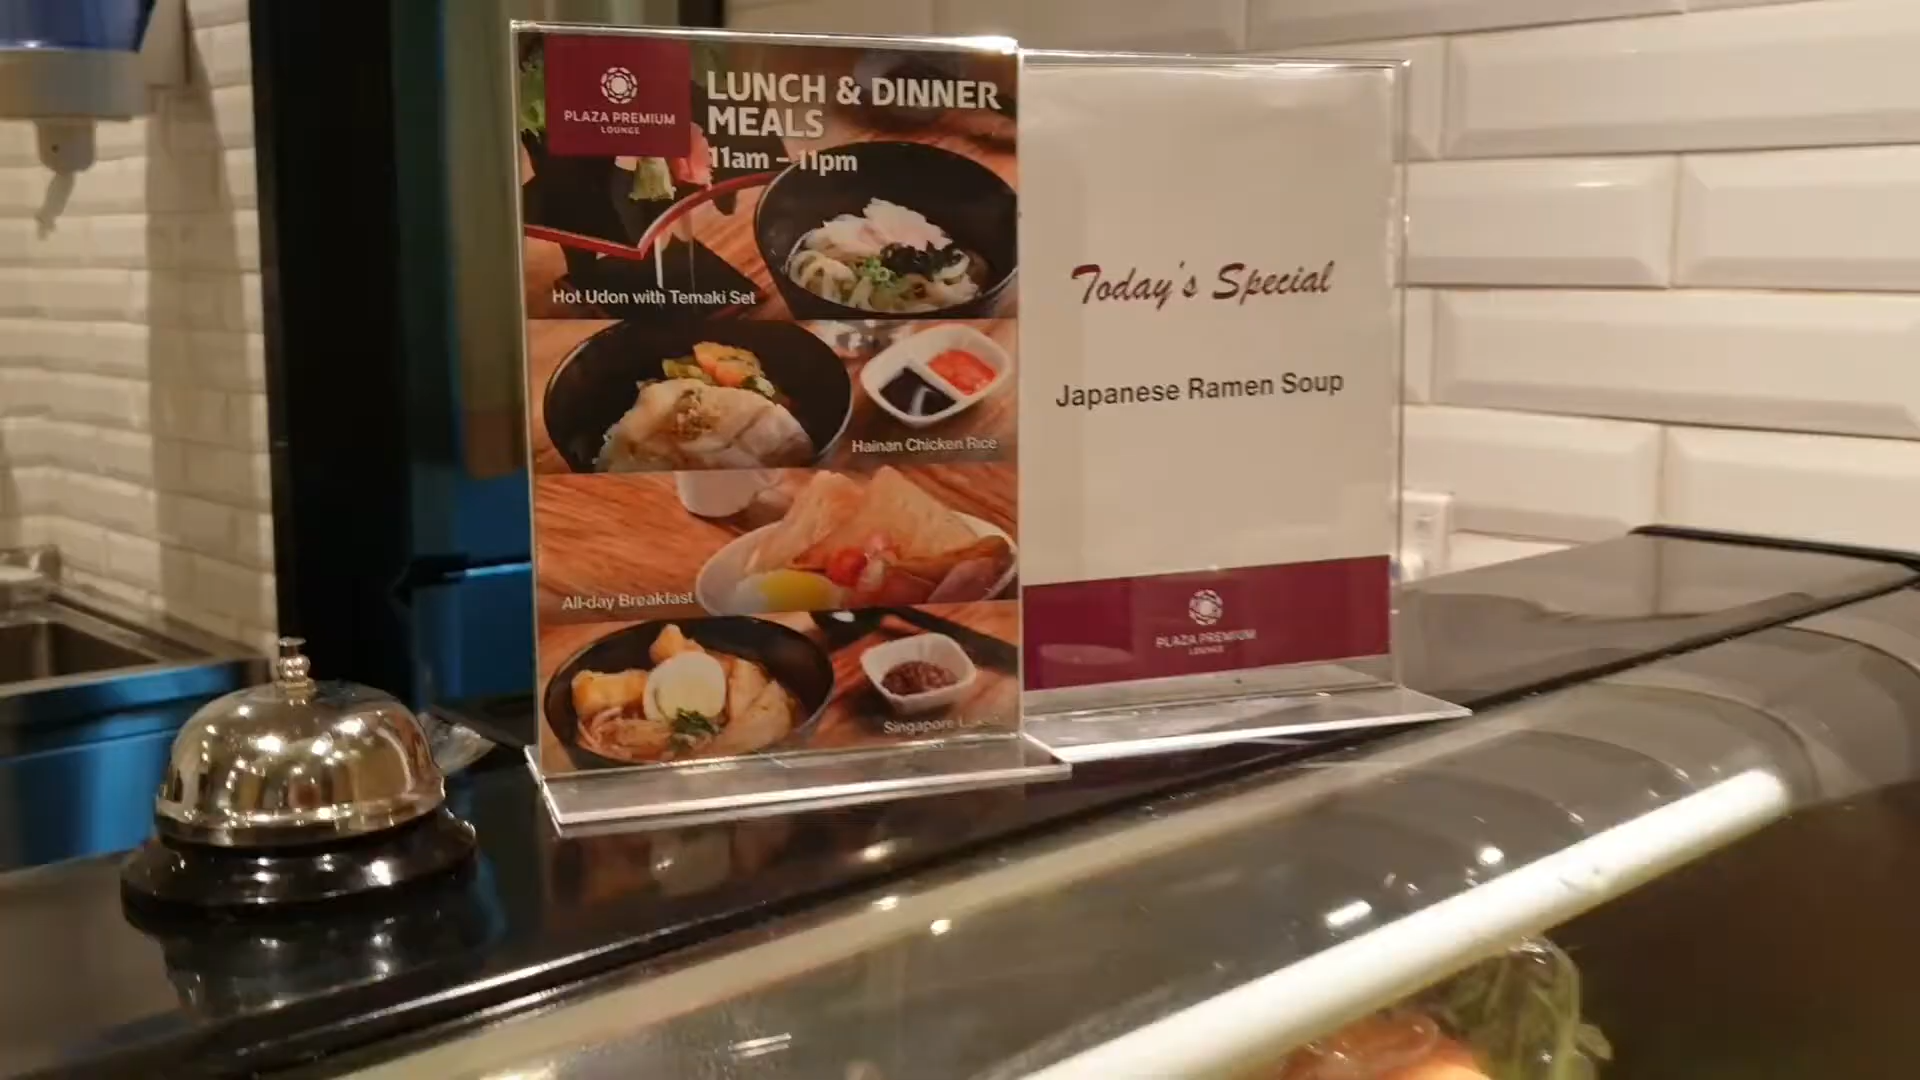 PLAZA PREMIUM
LOUNGE
LUNCH & DINNER
MEALS
11am – 11pm
Hot Udon with Temaki Set
Hainan Chicken Rice
All-day Breakfast
Singapore
Today's Special
Japanese Ramen Soup
PLAZA PREMIUM
LOUNGE